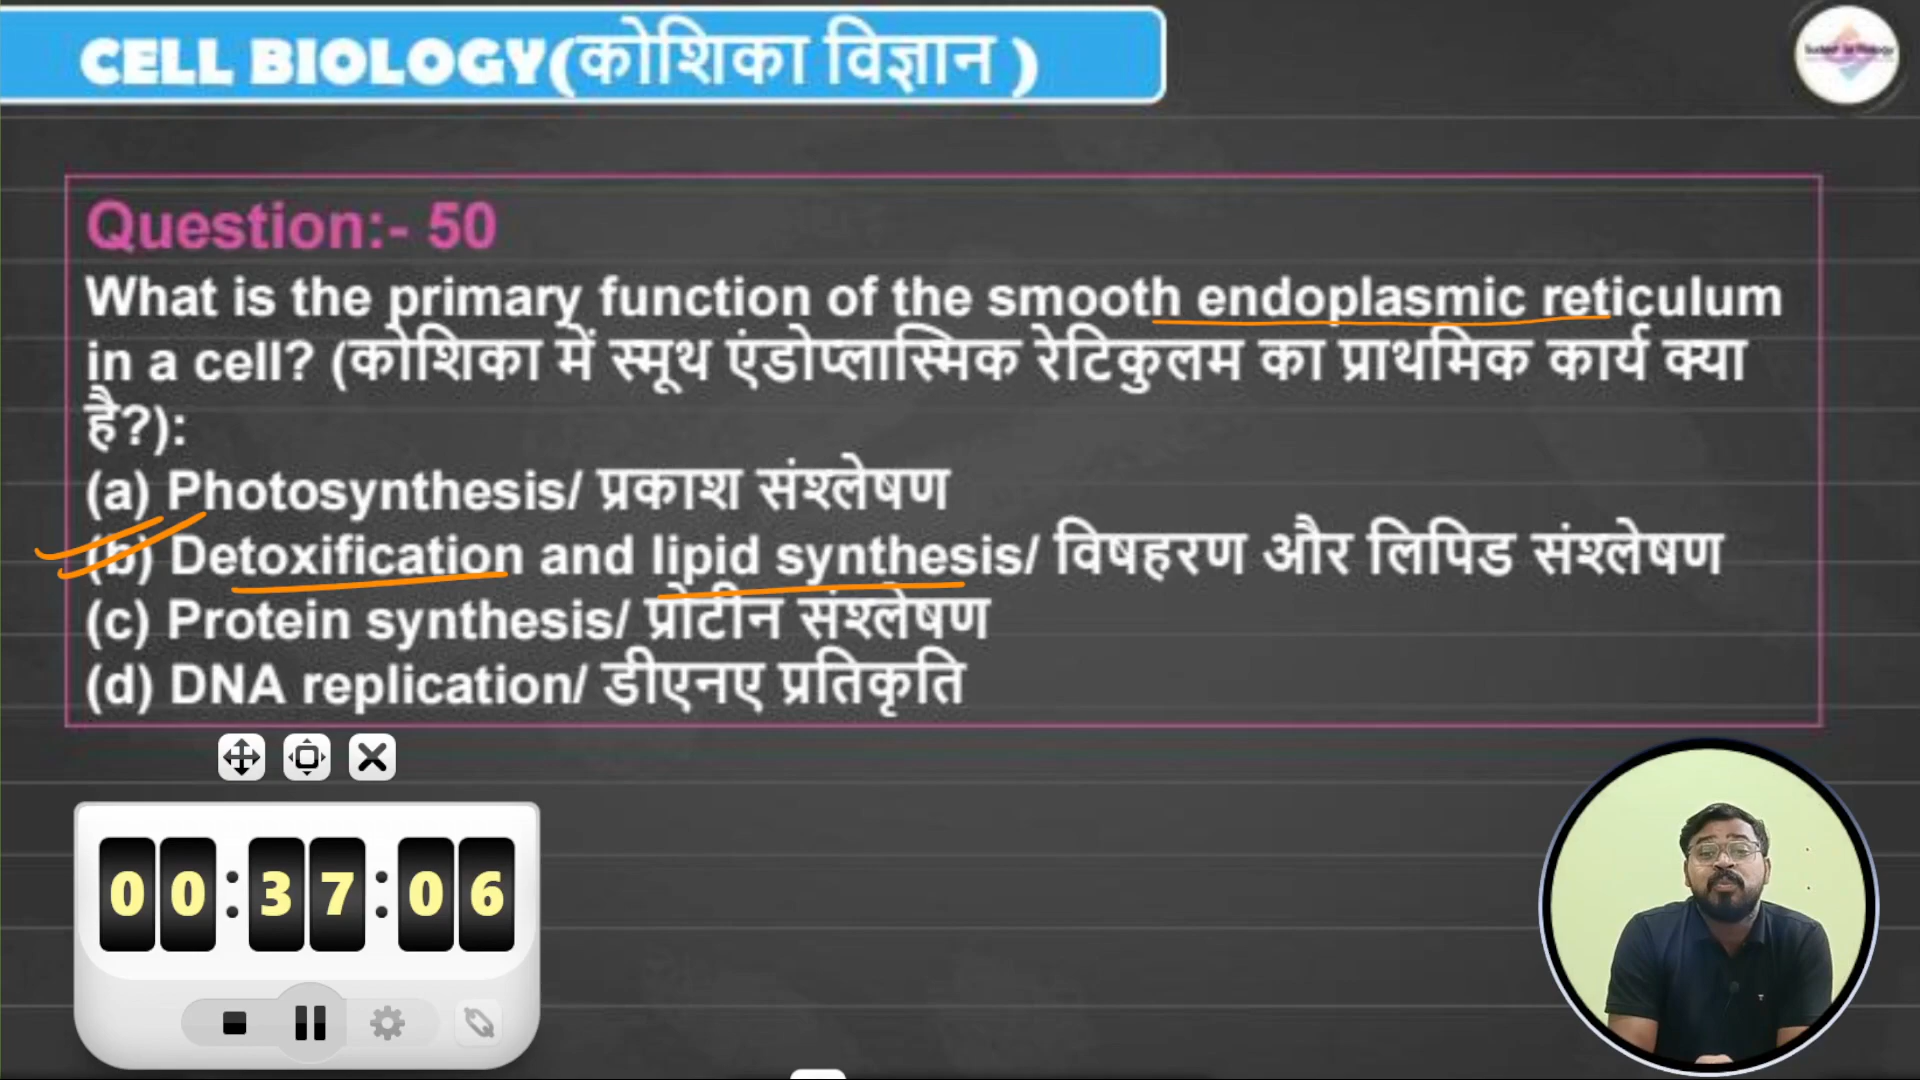 CELL BIOLOGY(कोशिका विज्ञान )
Question:- 50
What is the primary function of the smooth endoplasmic reticulum
in a cell? (कोशिका में स्मूथ एंडोप्लास्मिक रेटिकुलम का प्राथमिक कार्य क्या
है?):
(a) Photosynthesis/ प्रकाश संश्लेषण
(b) Detoxification and lipid synthesis/ विषहरण और लिपिड संश्लेषण
(c) Protein synthesis/ प्रोटीन संश्लेषण
(d) DNA replication/ डीएनए प्रतिकृति
00:37:06